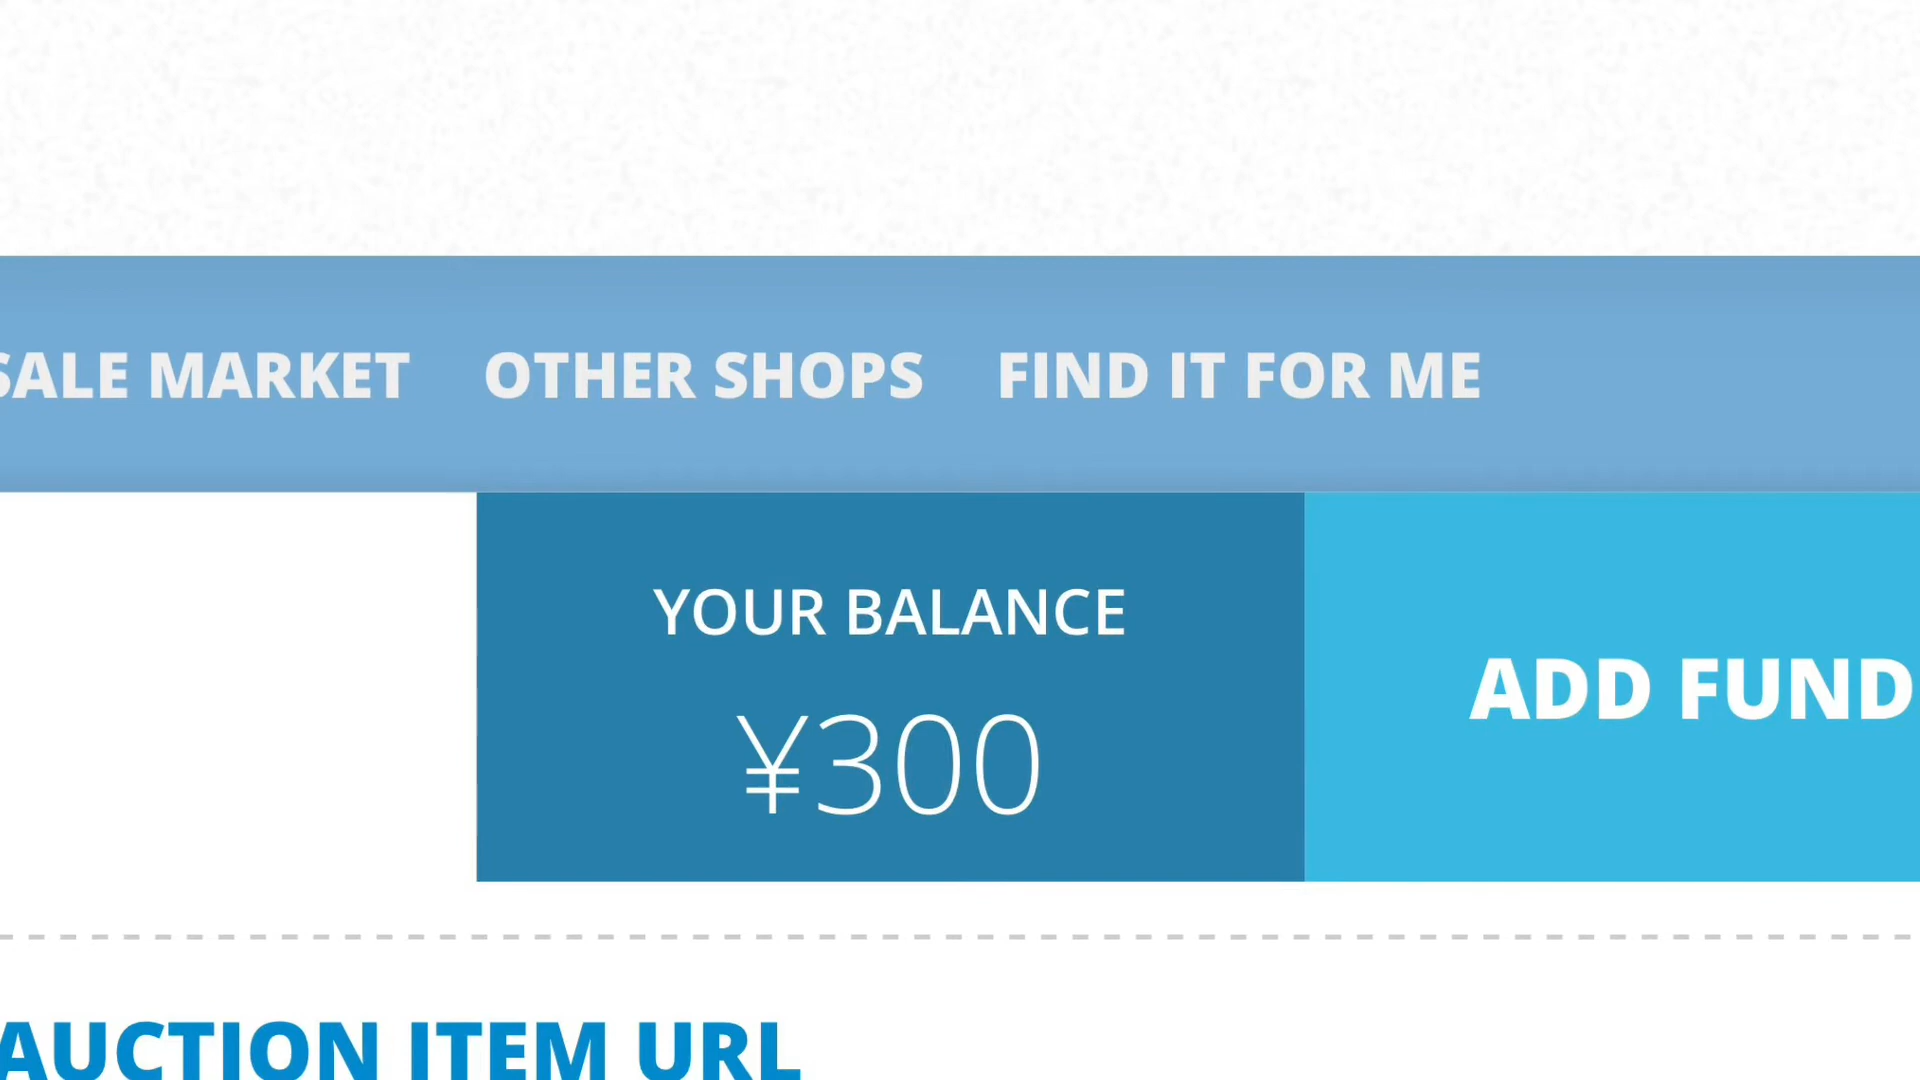 SALE MARKET OTHER SHOPS FIND IT FOR ME
YOUR BALANCE
¥300
ADD FUND
AUCTION ITEM URL